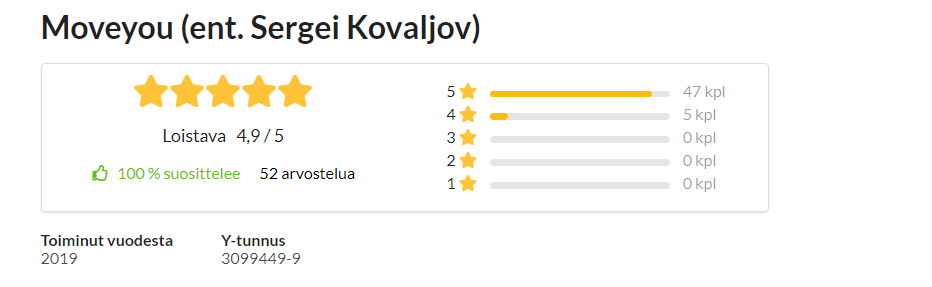 Moveyou (ent. Sergei Kovaljov)
Loistava 4,9 / 5
100 % suosittelee 52 arvostelua
5 47 kpl
4 5 kpl
3 0 kpl
2 0 kpl
1 0 kpl
Toiminut vuodesta Y-tunnus
2019 3099449-9